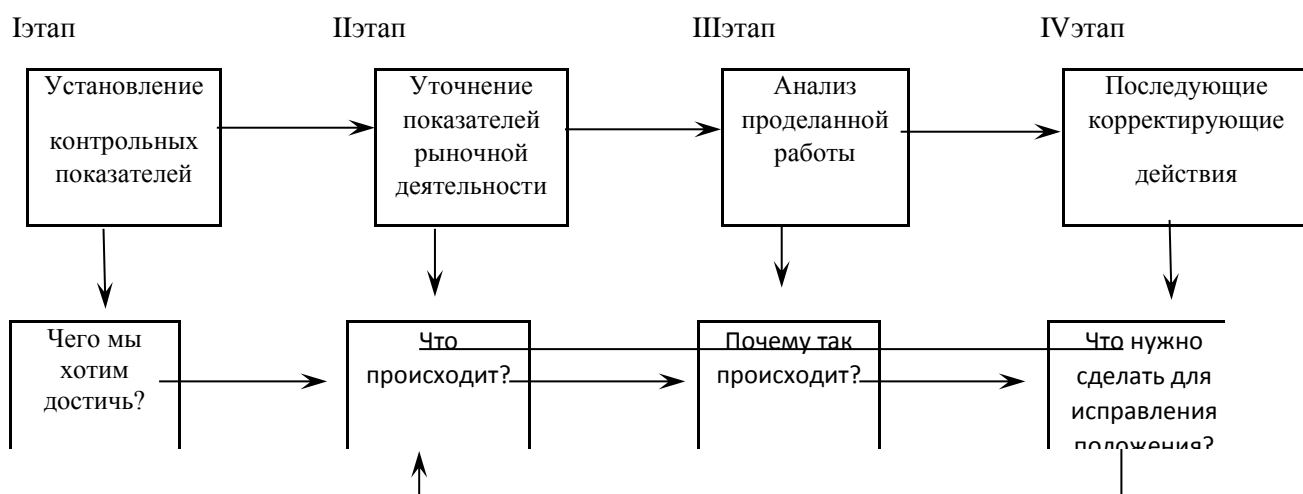 Iэтап
IIэтап
IIIэтап
IVэтап
Установление
контрольных
показателей
Уточнение
показателей
рыночной
деятельности
Анализ
проделанной
работы
Последующие
корректирующие
действия
Чего мы
хотим
достичь?
Что
происходит?
Почему так
происходит?
Что нужно
сделать для
исправления
положения?